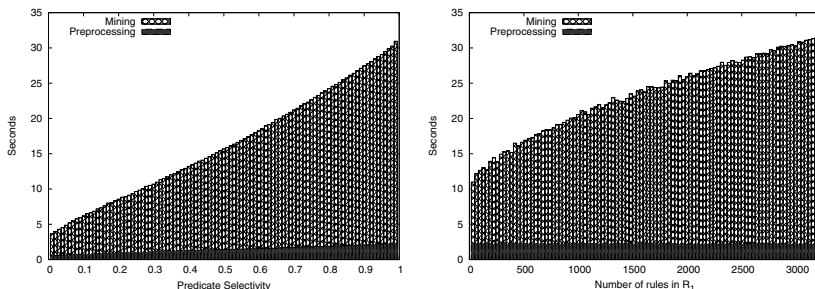 35
30
25
20
15
10
5
0
Seconds
Mining
Preprocessing
0 0.1 0.2 0.3 0.4 0.5 0.6 0.7 0.8 0.9 1
Predicate Selectivity
35
30
25
20
15
10
5
0
Seconds
Mining
Preprocessing
0 500 1000 1500 2000 2500 3000
Number of rules in R₁